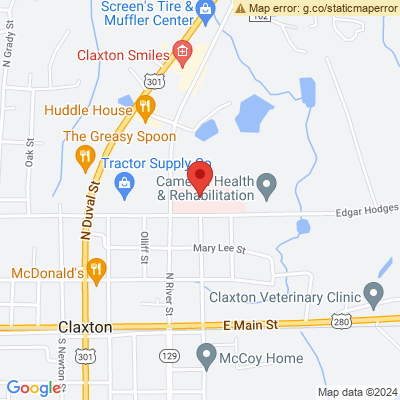 Screen's Tire &
Muffler Center
Map error: g.co/staticmaperror
162
N Grady St
Claxton Smiles
301
Huddle House
The Greasy Spoon
Oak St
Tractor Supply Co
Health
& Rehabilitation
N Duval St
Edgar Hodges
Olliff St
Mary Lee St
McDonald's
N River St
Claxton Veterinary Clinic
Claxton
E Main St
280
S Newton S
301
129
McCoy Home
Google
Map data ©2024